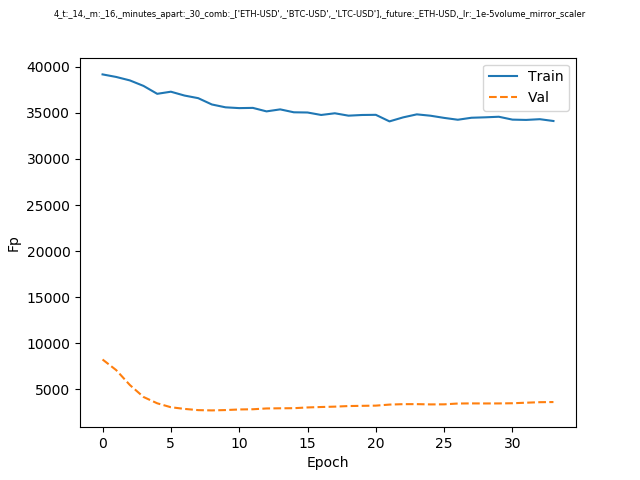 4_t:_14,_m:_16,_minutes_apart:_30_comb:_['ETH-USD',_'BTC-USD',_'LTC-USD'],_future:_ETH-USD,_lr:_1e-5volume_mirror_scaler
Train
Val
40000
35000
30000
25000
20000
15000
10000
5000
Fp
0 5 10 15 20 25 30
Epoch